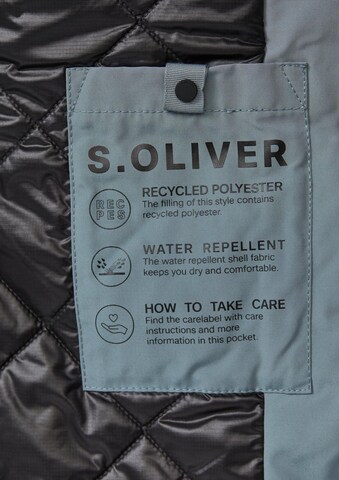 S.OLIVER
REC
PES
RECYCLED POLYESTER
The filling of this style contains
recycled polyester.
WATER REPELLENT
The water repellent shell fabric
keeps you dry and comfortable.
HOW TO TAKE CARE
Find the carelabel with care
instructions and more
information in this pocket.